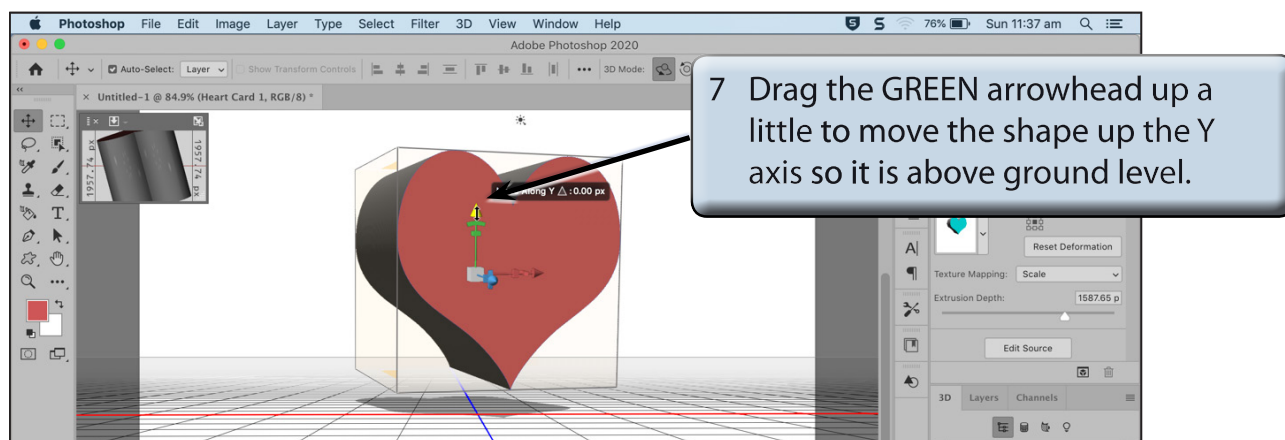 Photoshop File Edit Image Layer Type Select Filter 3D View Window Help 76% Sun 11:37 am
Adobe Photoshop 2020
Auto-Select: Layer Show Transform Controls 3D Mode:
× Untitled-1 @ 84.9% (Heart Card 1, RGB/8) *
7 Drag the GREEN arrowhead up a
little to move the shape up the Y
axis so it is above ground level.
1957.74 px
1957.74 px
Along Y △ : 0.00 px
Reset Deformation
Texture Mapping: Scale
Extrusion Depth: 1587.65 p
Edit Source
3D Layers Channels